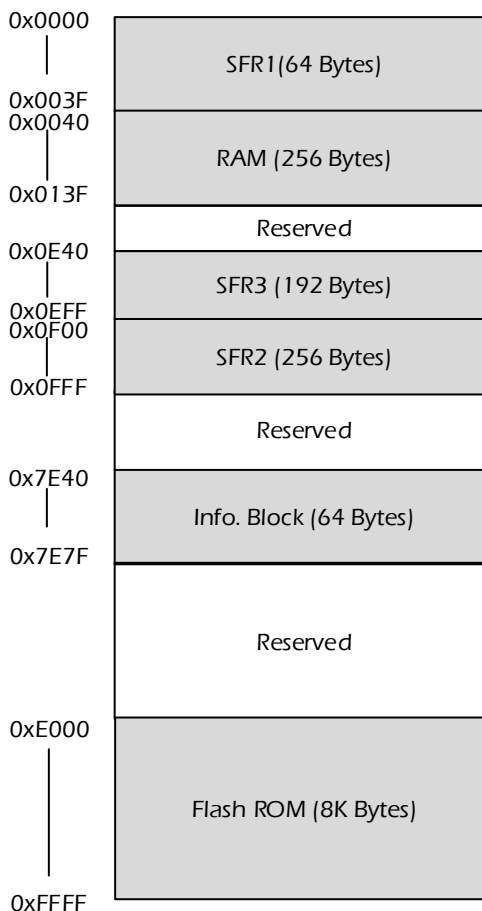 0x0000
SFR1(64 Bytes)
0x003F
0x0040
RAM (256 Bytes)
0x013F
Reserved
0x0E40
SFR3 (192 Bytes)
0x0EFF
0x0F00
SFR2 (256 Bytes)
0x0FFF
Reserved
0x7E40
Info. Block (64 Bytes)
0x7E7F
Reserved
0xE000
Flash ROM (8K Bytes)
0xFFFF